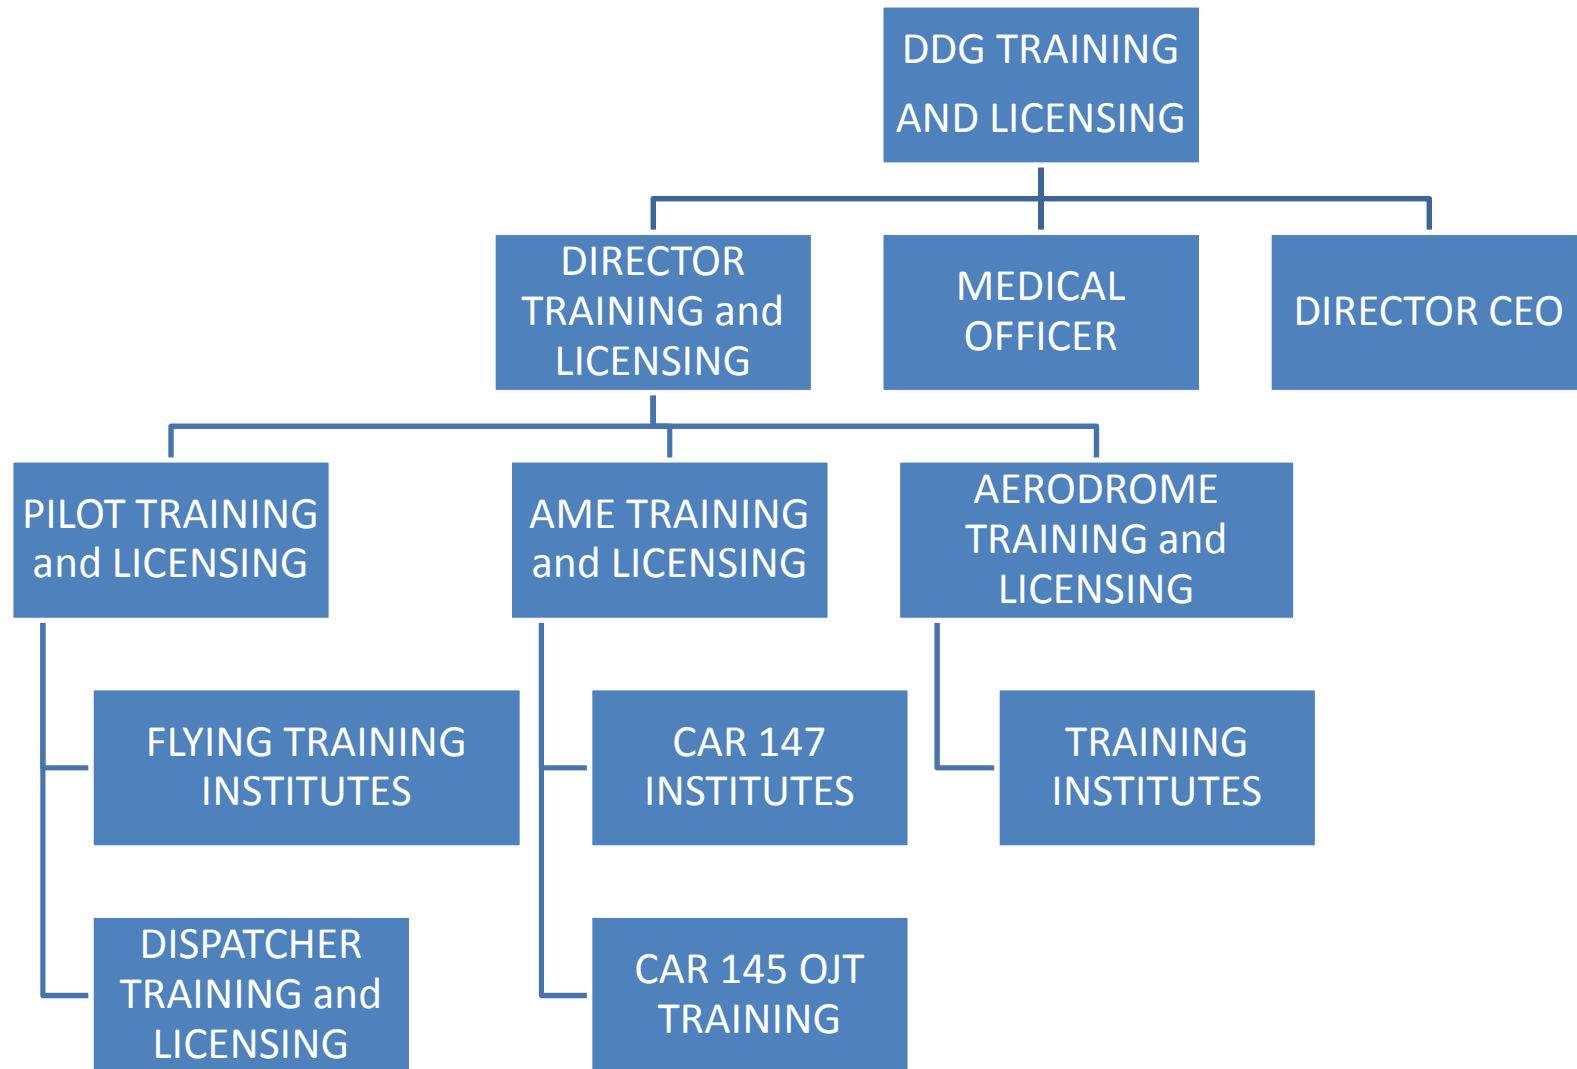 DDG TRAINING
AND LICENSING
DIRECTOR
TRAINING and
LICENSING
MEDICAL
OFFICER
DIRECTOR CEO
PILOT TRAINING
and LICENSING
AME TRAINING
and LICENSING
AERODROME
TRAINING and
LICENSING
FLYING TRAINING
INSTITUTES
CAR 147
INSTITUTES
TRAINING
INSTITUTES
DISPATCHER
TRAINING and
LICENSING
CAR 145 OJT
TRAINING